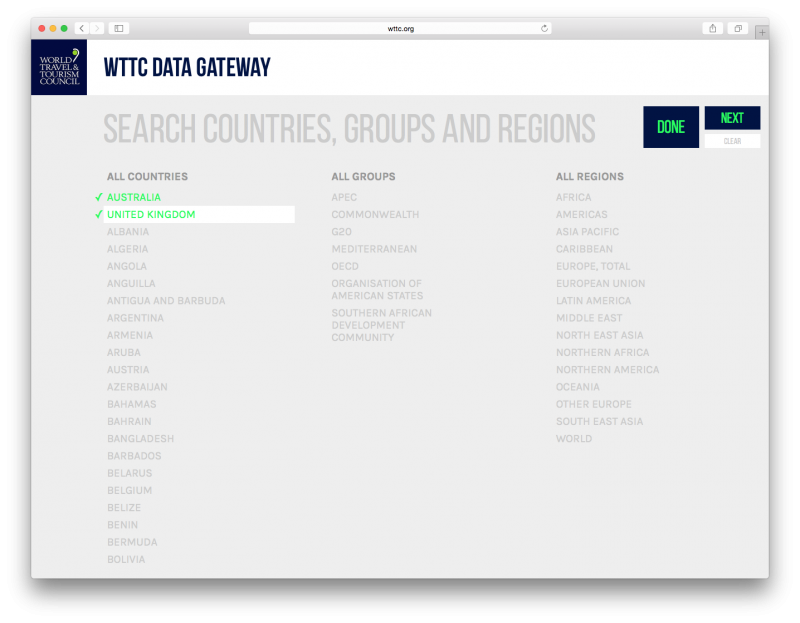 wttc.org
WORLD
TRAVEL &
TOURISM
COUNCIL
WTTC DATA GATEWAY
SEARCH COUNTRIES, GROUPS AND REGIONS
DONE
NEXT
CLEAR
ALL COUNTRIES
AUSTRALIA
UNITED KINGDOM
ALBANIA
ALGERIA
ANGOLA
ANGUILLA
ANTIGUA AND BARBUDA
ARGENTINA
ARMENIA
ARUBA
AUSTRIA
AZERBAIJAN
BAHAMAS
BAHRAIN
BANGLADESH
BARBADOS
BELARUS
BELGIUM
BELIZE
BENIN
BERMUDA
BOLIVIA
ALL GROUPS
APEC
COMMONWEALTH
G20
MEDITERRANEAN
OECD
ORGANISATION OF
AMERICAN STATES
SOUTHERN AFRICAN
DEVELOPMENT
COMMUNITY
ALL REGIONS
AFRICA
AMERICAS
ASIA PACIFIC
CARIBBEAN
EUROPE, TOTAL
EUROPEAN UNION
LATIN AMERICA
MIDDLE EAST
NORTH EAST ASIA
NORTHERN AFRICA
NORTHERN AMERICA
OCEANIA
OTHER EUROPE
SOUTH EAST ASIA
WORLD